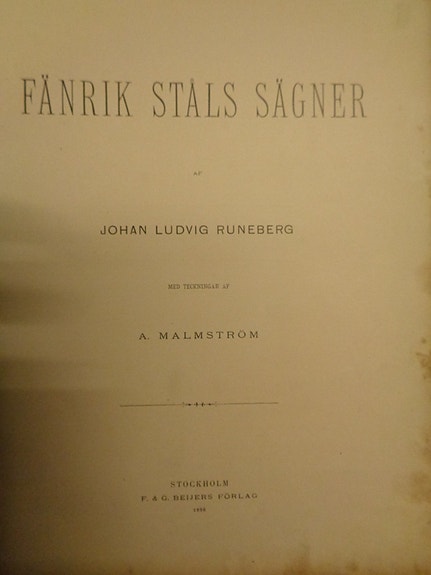 FÄNRIK STÅLS SÄGNER
AF
JOHAN LUDVIG RUNEBERG
MED TECKNINGAR AF
A. MALMSTRÖM
STOCKHOLM
F. & G. BEIJERS FÖRLAG